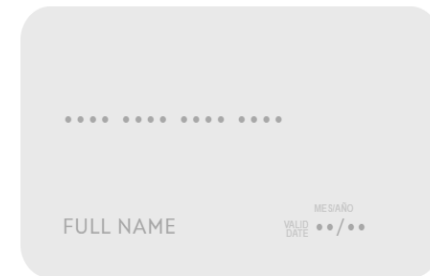 •••• •••• •••• ••••
MES/AÑO
FULL NAME VALID DATE ••/••